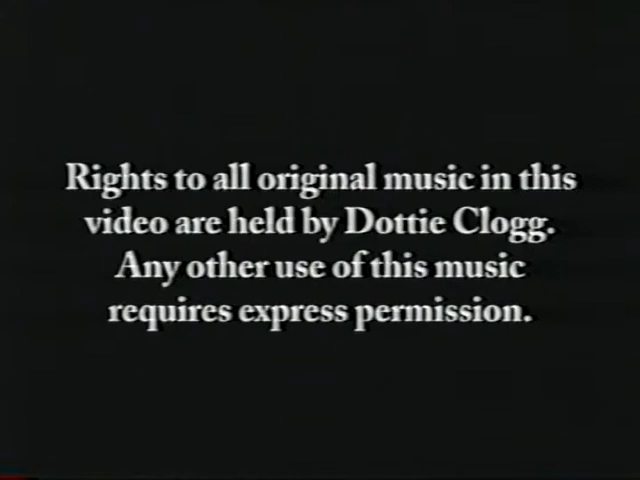 Rights to all original music in this
video are held by Dottie Clogg.
Any other use of this music
requires express permission.